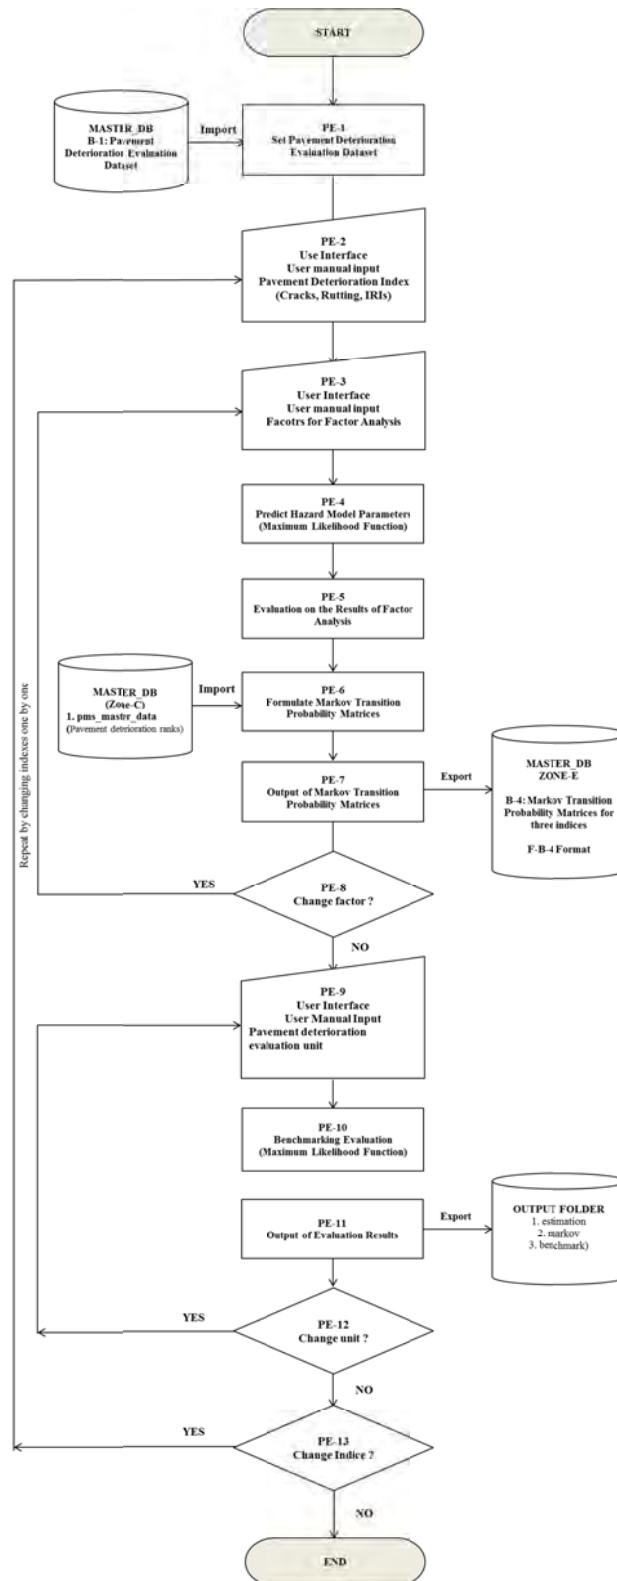 START
MASTER_DB
B-1: Pavement
Deterioration Evaluation
Dataset
Import
PE-1
Set Pavement Deterioration
Evaluation Dataset
PE-2
Use Interface
User manual input
Pavement Deterioration Index
(Cracks, Rutting, IRIs)
PE-3
User Interface
User manual input
Facotrs for Factor Analysis
PE-4
Predict Hazard Model Parameters
(Maximum Likelihood Function)
PE-5
Evaluation on the Results of Factor
Analysis
MASTER_DB
(Zone-C)
1. pms_master_data
(Pavement deterioration ranks)
Import
PE-6
Formulate Markov Transition
Probability Matrices
PE-7
Output of Markov Transition
Probability Matrices
Export
MASTER_DB
ZONE-E
B-4: Markov Transition
Probability Matrices for
three indices
F-B-4 Format
Repeat by changing indexes one by one
YES
PE-8
Change factor ?
NO
PE-9
User Interface
User Manual Input
Pavement deterioration
evaluation unit
PE-10
Benchmarking Evaluation
(Maximum Likelihood Function)
PE-11
Output of Evaluation Results
Export
OUTPUT FOLDER
1. estimation
2. markov
3. benchmark)
YES
PE-12
Change unit ?
NO
YES
PE-13
Change Indice ?
NO
END